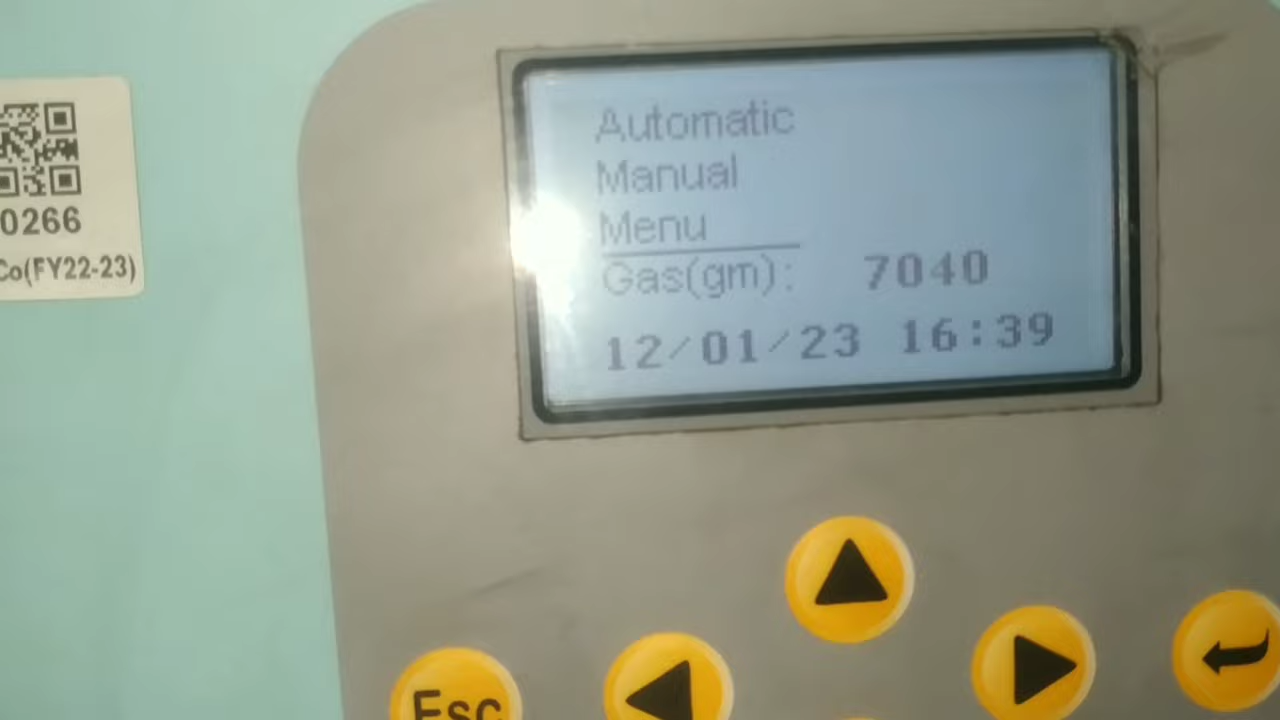 0266
Co(FY22-23)
Automatic
Manual
Menu
Gas(gm): 7040
12/01/23 16:39
Esc